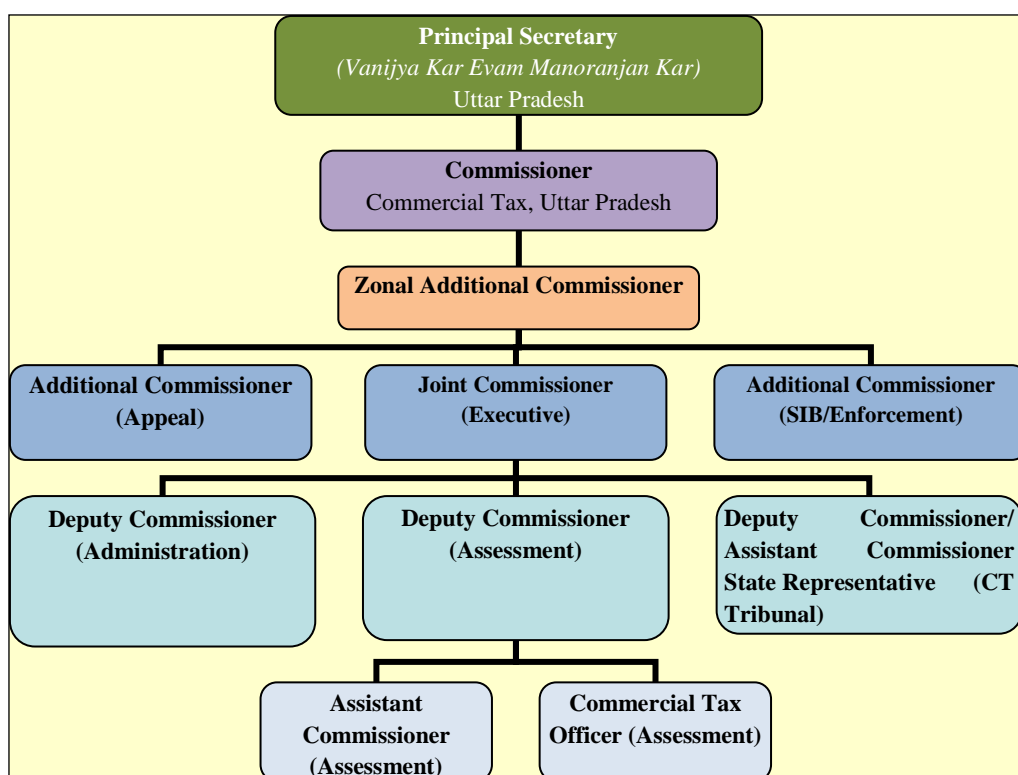 Principal Secretary
(Vanijya Kar Evam Manoranjan Kar)
Uttar Pradesh
Commissioner
Commercial Tax, Uttar Pradesh
Zonal Additional Commissioner
Additional Commissioner
(Appeal)
Joint Commissioner
(Executive)
Additional Commissioner
(SIB/Enforcement)
Deputy Commissioner
(Administration)
Deputy Commissioner
(Assessment)
Deputy Commissioner/
Assistant Commissioner
State Representative (CT
Tribunal)
Assistant
Commissioner
(Assessment)
Commercial Tax
Officer (Assessment)